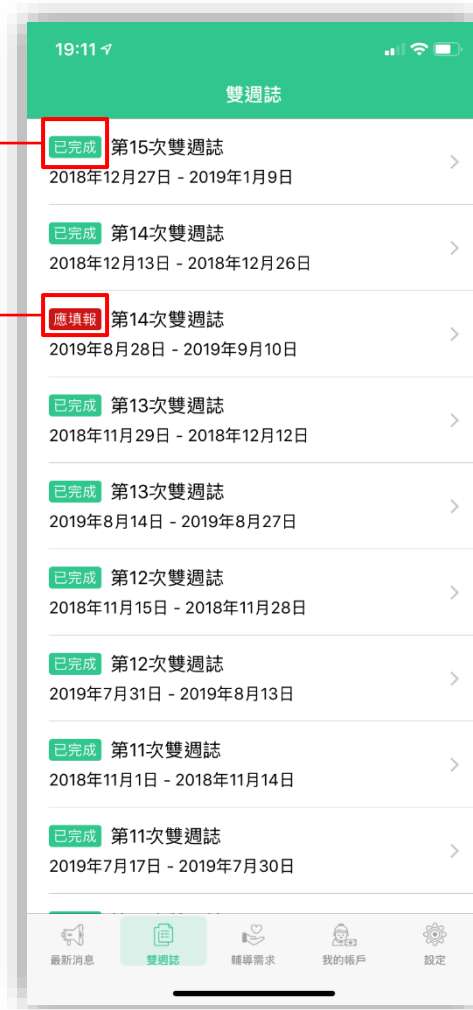 19:11
雙週誌
已完成 第15次雙週誌
2018年12月27日 - 2019年1月9日
已完成 第14次雙週誌
2018年12月13日 - 2018年12月26日
應填報 第14次雙週誌
2019年8月28日 - 2019年9月10日
已完成 第13次雙週誌
2018年11月29日 - 2018年12月12日
已完成 第13次雙週誌
2019年8月14日 - 2019年8月27日
已完成 第12次雙週誌
2018年11月15日 - 2018年11月28日
已完成 第12次雙週誌
2019年7月31日 - 2019年8月13日
已完成 第11次雙週誌
2018年11月1日 - 2018年11月14日
已完成 第11次雙週誌
2019年7月17日 - 2019年7月30日
最新消息 雙週誌 輔導需求 我的帳戶 設定